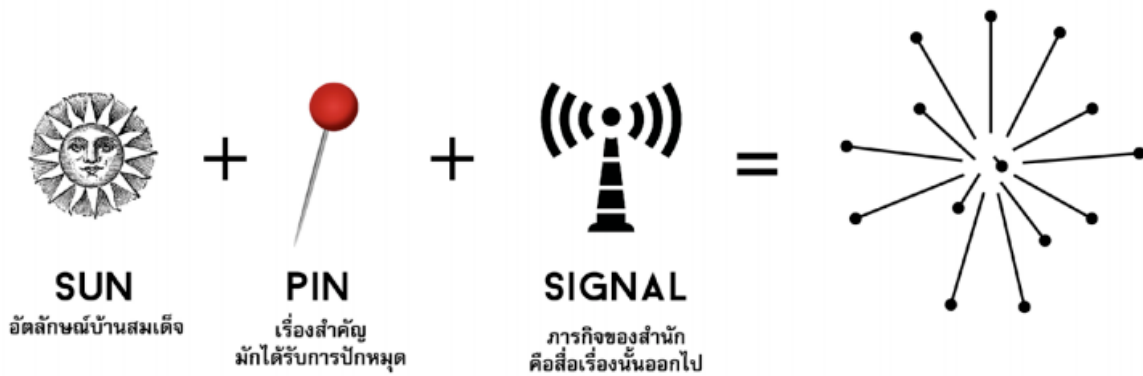 SUN
อัตลักษณ์บ้านสมเด็จ
PIN
เรื่องสำคัญ
มักได้รับการปักหมุด
SIGNAL
ภารกิจของสำนัก
คือสื่อเรื่องนั้นออกไป